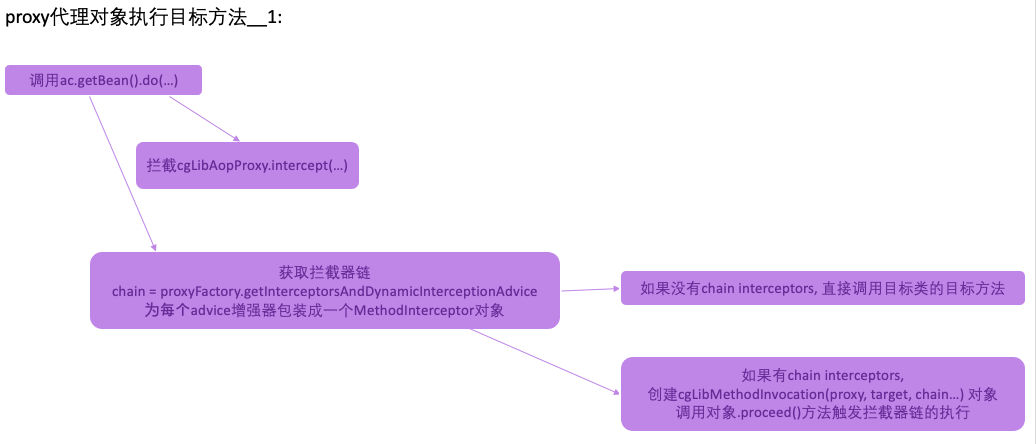 proxy代理对象执行目标方法__1:
调用ac.getBean().do(…)
拦截cgLibAopProxy.intercept(…)
获取拦截器链
chain = proxyFactory.getInterceptorsAndDynamicInterceptionAdvice
为每个advice增强器包装成一个MethodInterceptor对象
如果没有chain interceptors, 直接调用目标类的目标方法
如果有chain interceptors,
创建cgLibMethodInvocation(proxy, target, chain…) 对象
调用对象.proceed()方法触发拦截器链的执行